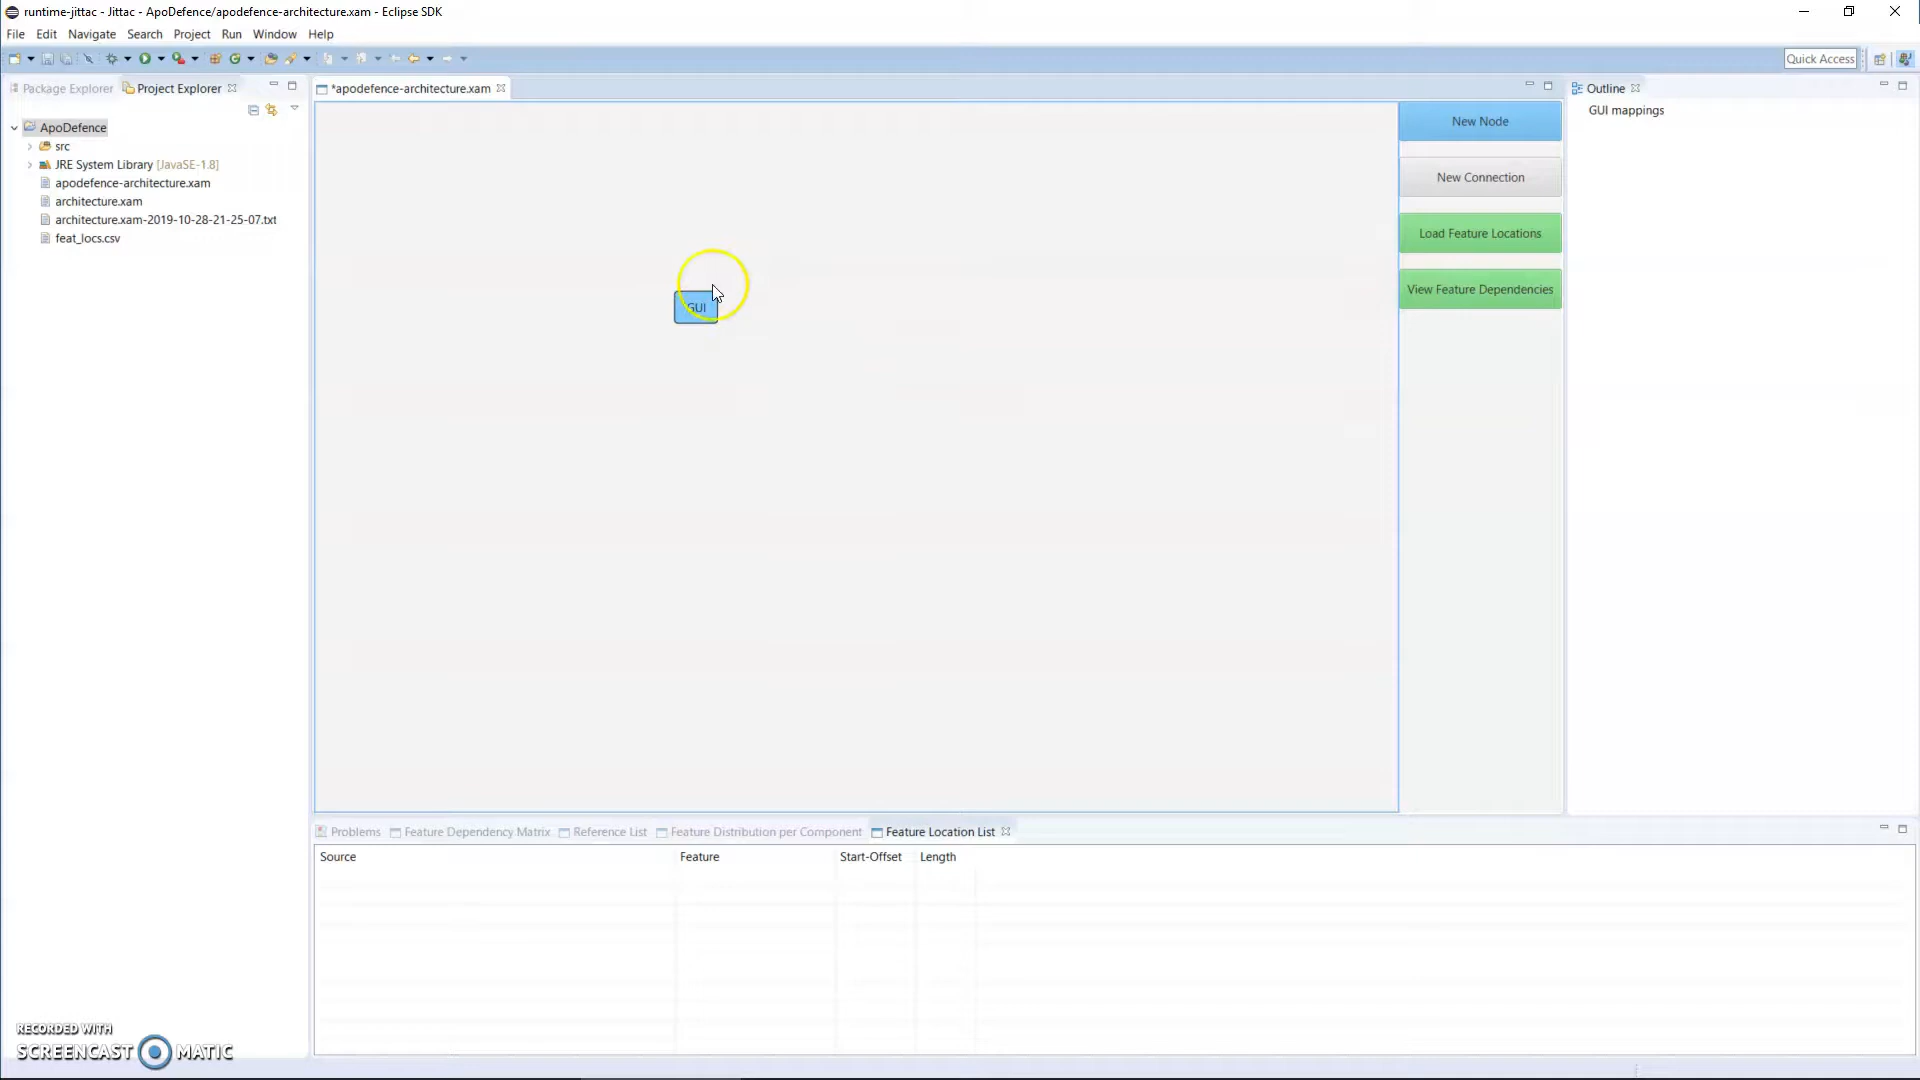 runtime-jittac - Jittac - ApoDefence/apodefence-architecture.xam - Eclipse SDK
File Edit Navigate Search Project Run Window Help
Quick Access
Package Explorer Project Explorer
*apodefence-architecture.xam
Outline
ApoDefence
src
JRE System Library [JavaSE-1.8]
apodefence-architecture.xam
architecture.xam
architecture.xam-2019-10-28-21-25-07.txt
feat_locs.csv
GUI
New Node
New Connection
Load Feature Locations
View Feature Dependencies
GUI mappings
Problems Feature Dependency Matrix Reference List Feature Distribution per Component Feature Location List
Source Feature Start-Offset Length
RECORDED WITH
SCREENCAST MATIC